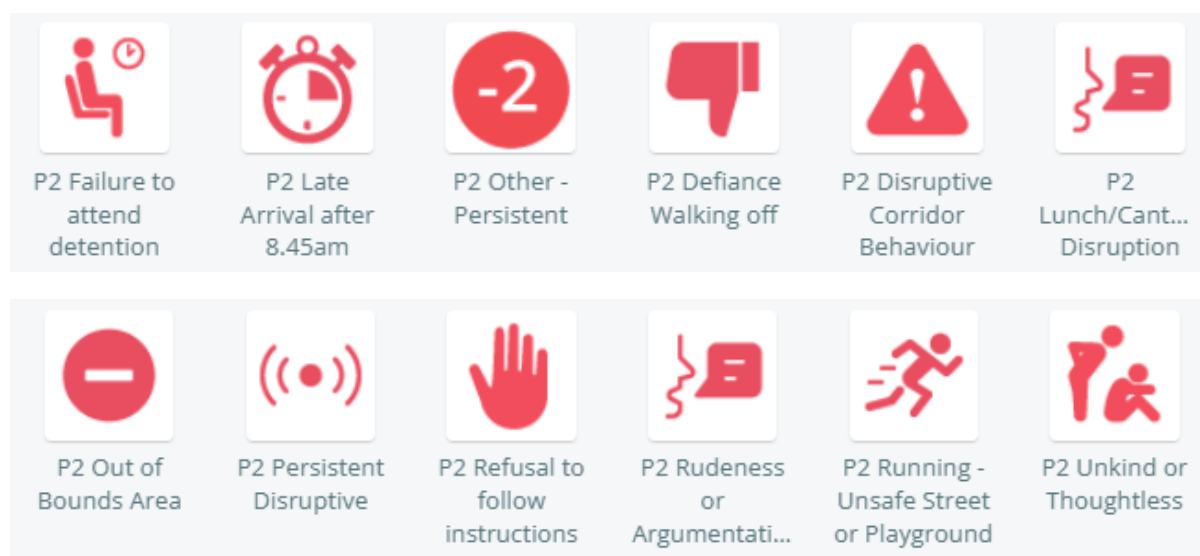 -2
P2 Failure to
attend
detention
P2 Late
Arrival after
8.45am
P2 Other -
Persistent
P2 Defiance
Walking off
P2 Disruptive
Corridor
Behaviour
P2
Lunch/Cant...
Disruption
P2 Out of
Bounds Area
P2 Persistent
Disruptive
P2 Refusal to
follow
instructions
P2 Rudeness
or
Argumentati...
P2 Running -
Unsafe Street
or Playground
P2 Unkind or
Thoughtless